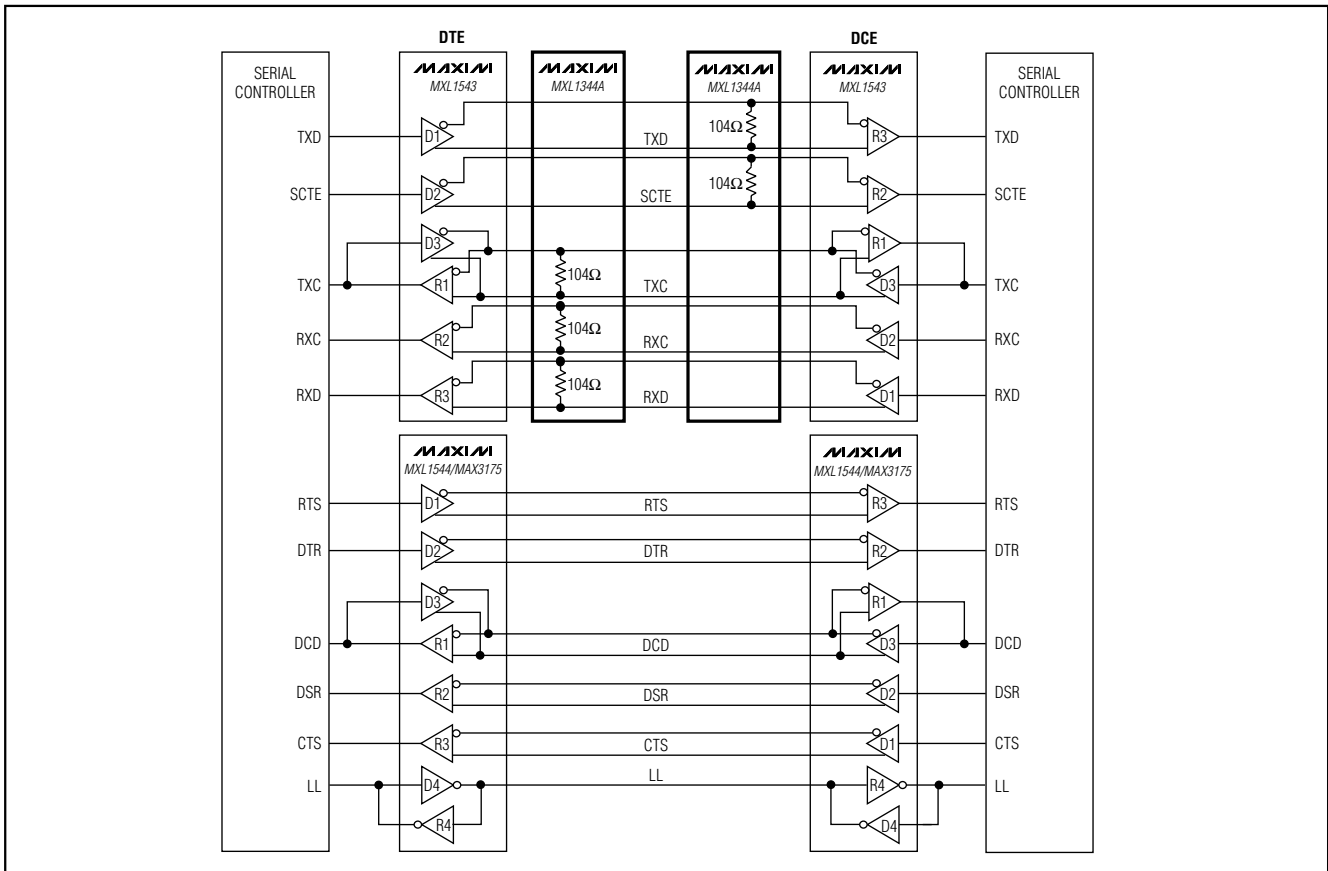 DTE
DCE
SERIAL
CONTROLLER
MAXIM
MXL1543
MAXIM
MXL1344A
MAXIM
MXL1344A
MAXIM
MXL1543
SERIAL
CONTROLLER
TXD
D1
TXD
104Ω
R3
TXD
SCTE
D2
SCTE
104Ω
R2
SCTE
D3
R1
TXC
R1
104Ω
TXC
D3
TXC
RXC
R2
104Ω
RXC
D2
RXC
RXD
R3
104Ω
RXD
D1
RXD
MAXIM
MXL1544/MAX3175
MAXIM
MXL1544/MAX3175
RTS
D1
RTS
R3
RTS
DTR
D2
DTR
R2
DTR
D3
R1
DCD
R1
DCD
D3
DCD
DSR
R2
DSR
D2
DSR
CTS
R3
CTS
D1
CTS
LL
D4
LL
R4
LL
R4
D4